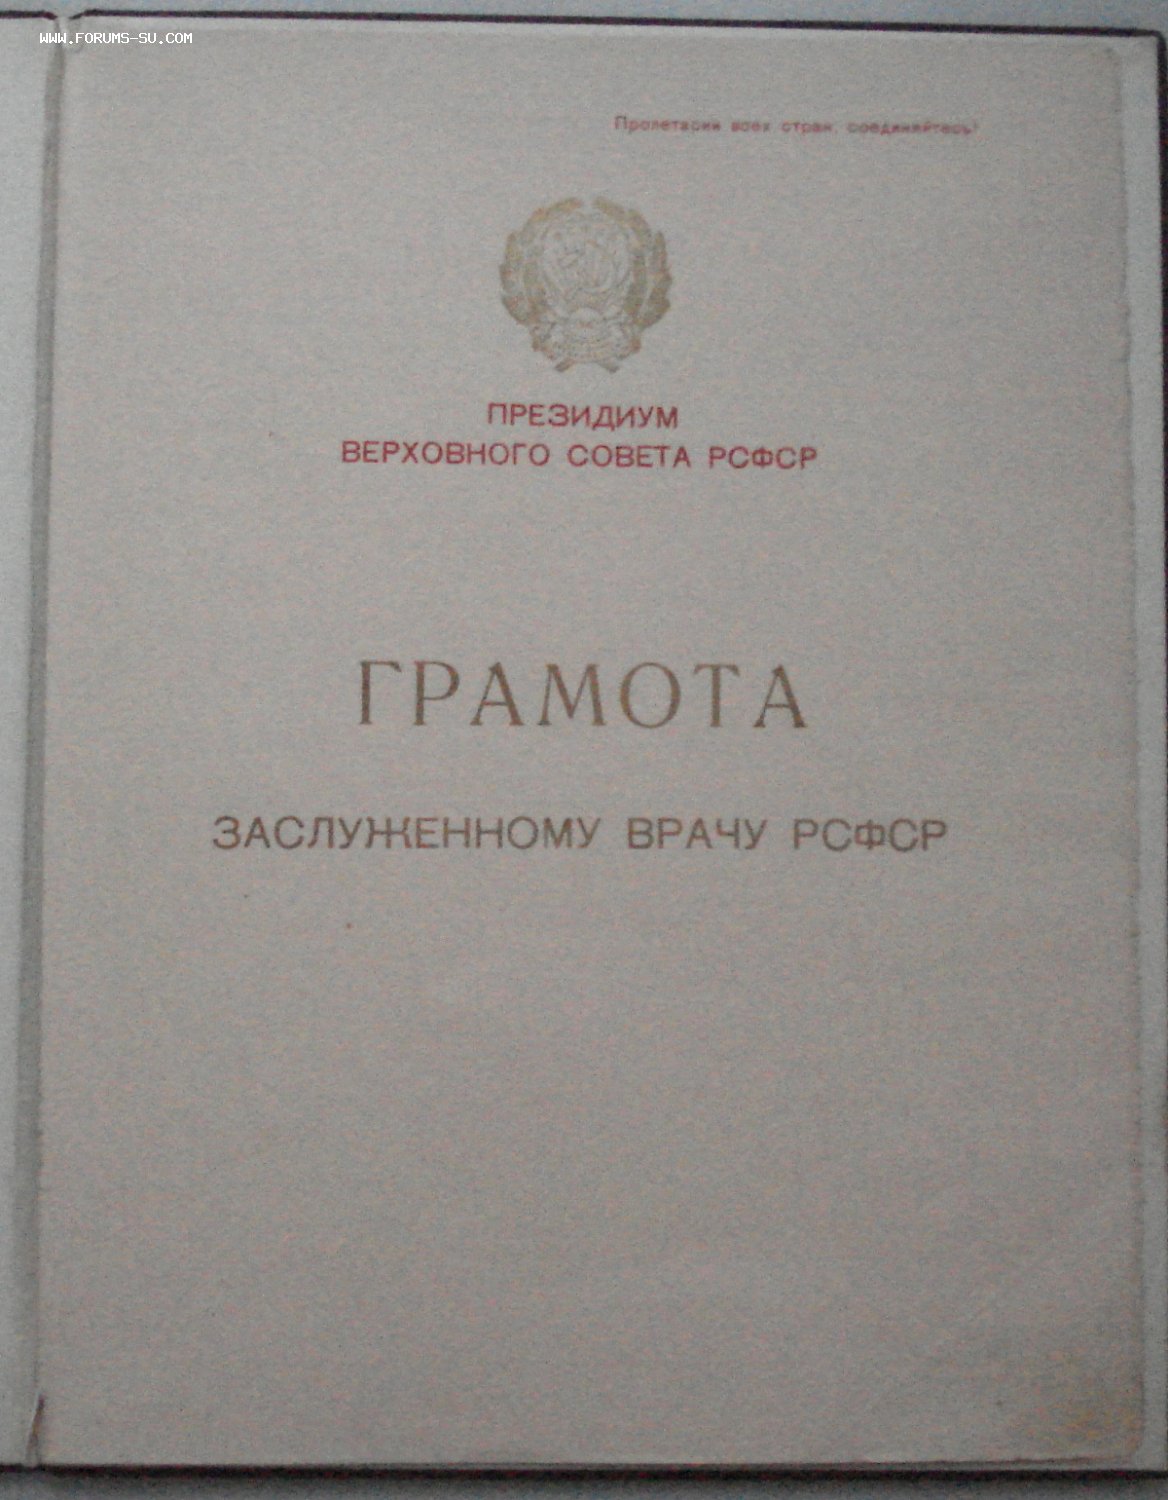 WWW.FORUMS-SU.COM
Пролетарии всех стран, соединяйтесь!
ПРЕЗИДИУМ
ВЕРХОВНОГО СОВЕТА РСФСР
ГРАМОТА
ЗАСЛУЖЕННОМУ ВРАЧУ РСФСР